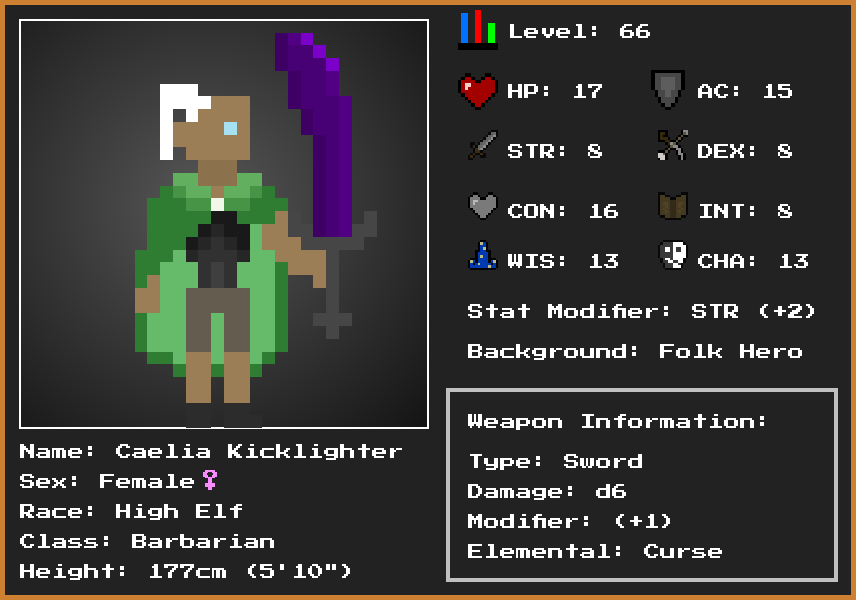 Level: 66
HP: 17
AC: 15
STR: 8
DEX: 8
CON: 16
INT: 8
WIS: 13
CHA: 13
Stat Modifier: STR (+2)
Background: Folk Hero
Weapon Information:
Type: Sword
Damage: d6
Modifier: (+1)
Elemental: Curse
Name: Caelia Kicklighter
Sex: Female♀
Race: High Elf
Class: Barbarian
Height: 177cm (5'10")